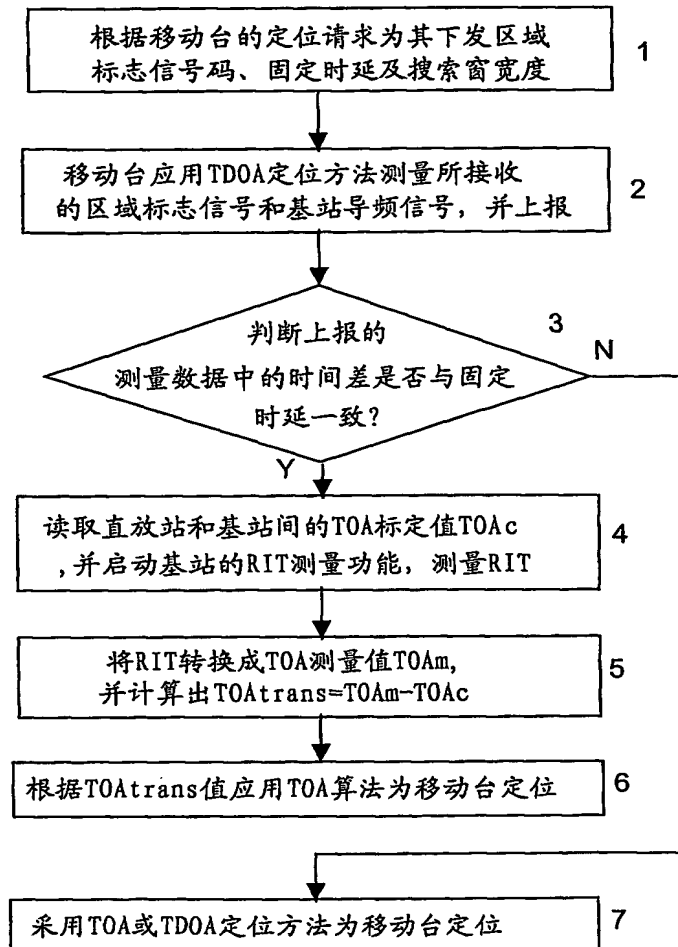 根据移动台的定位请求为其下发区域
标志信号码、固定时延及搜索窗宽度
1
移动台应用TDOA定位方法测量所接收
的区域标志信号和基站导频信号，并上报
2
3
判断上报的
N
测量数据中的时间差是否与固定
时延一致？
Y
读取直放站和基站间的TOA标定值TOAc
,并启动基站的RIT测量功能，测量RIT
4
将RIT转换成TOA测量值TOAm,
并计算出TOAtrans=TOAm-TOAc
5
根据TOAtrans值应用TOA算法为移动台定位
6
采用TOA或TDOA定位方法为移动台定位
7